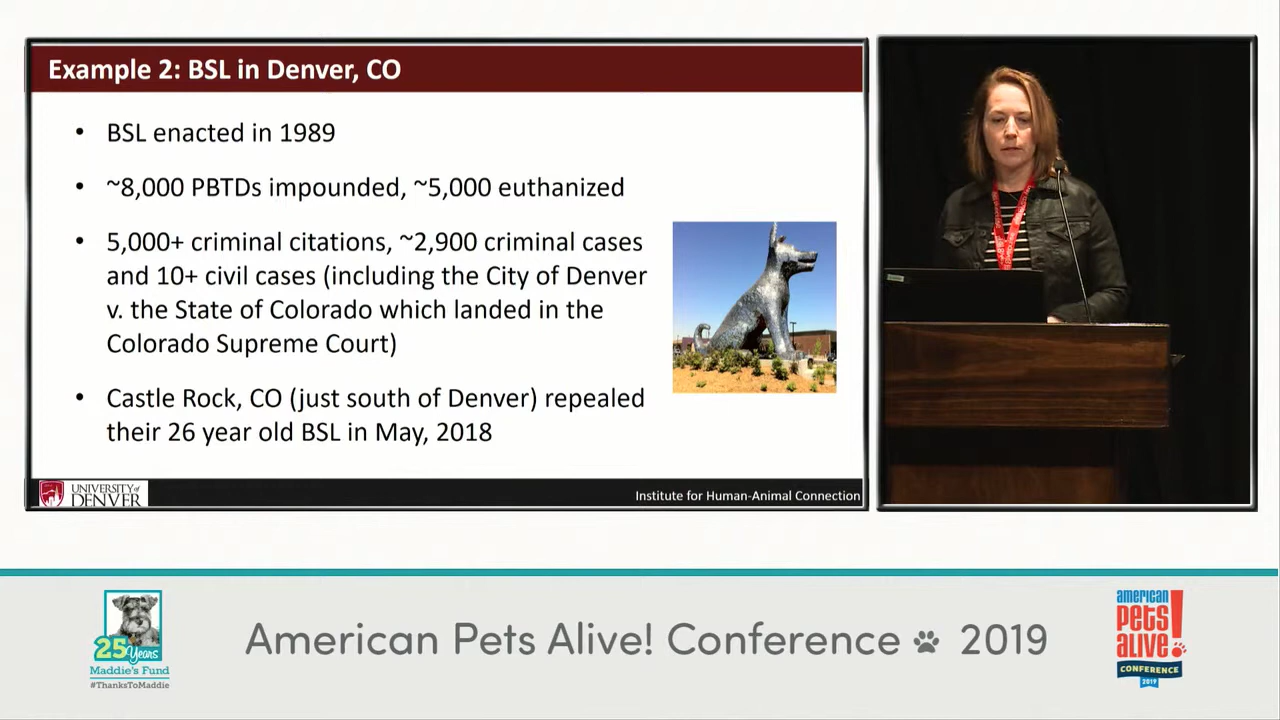 Example 2: BSL in Denver, CO
• BSL enacted in 1989
• ~8,000 PBTDs impounded, ~5,000 euthanized
• 5,000+ criminal citations, ~2,900 criminal cases
and 10+ civil cases (including the City of Denver
v. the State of Colorado which landed in the
Colorado Supreme Court)
• Castle Rock, CO (just south of Denver) repealed
their 26 year old BSL in May, 2018
UNIVERSITY of
DENVER
Institute for Human-Animal Connection
25 Years
Maddie's Fund
#ThanksToMaddie
American Pets Alive! Conference 2019
american
pets
alive!
CONFERENCE
2019